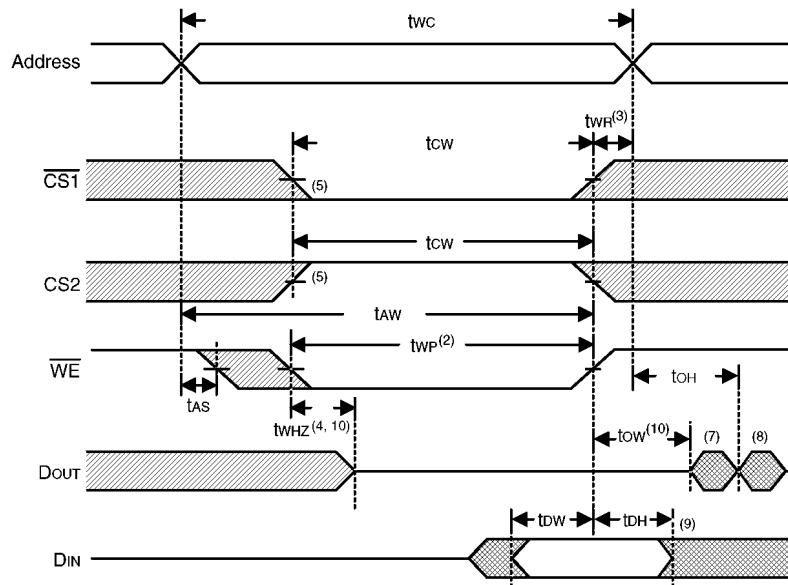 tWC
Address
tWR(3)
tCW
CS1
(5)
tCW
CS2
(5)
tAW
tWP(2)
WE
tAS
tOH
tWHZ(4, 10)
tOW(10)
(7)
(8)
DOUT
tDW
tDH
(9)
DIN